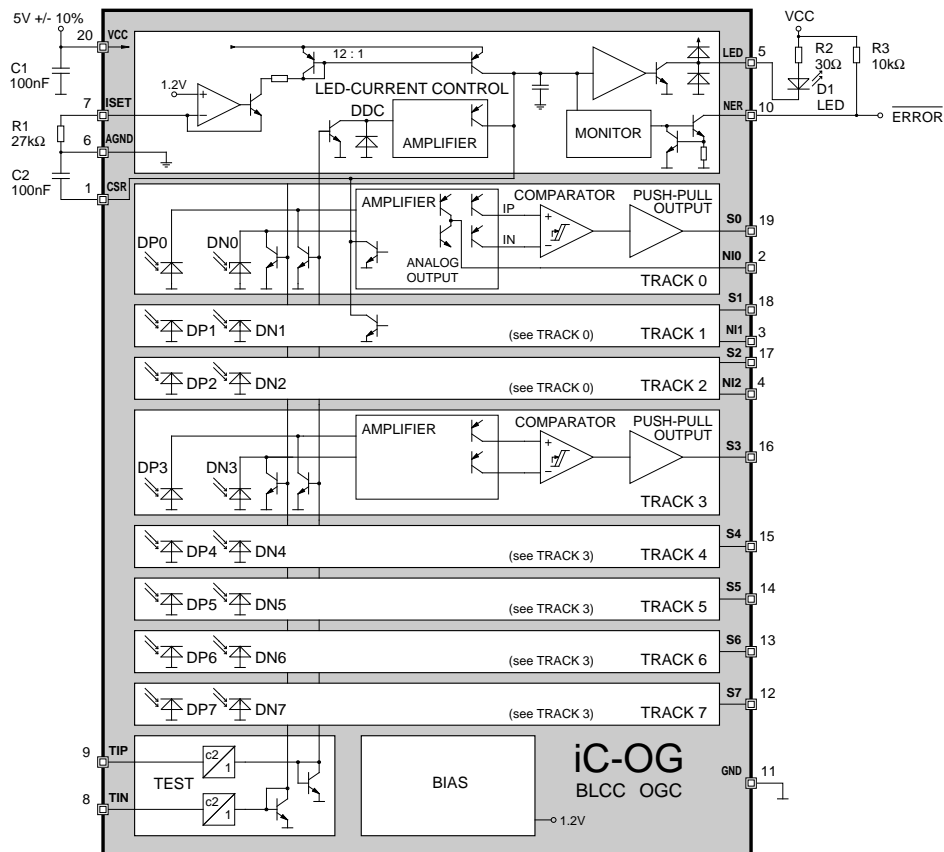 5V +/- 10%
20 VCC
C1
100nF
7 ISET
R1
27kΩ
6 AGND
C2
100nF
1 CSR
12 : 1
1.2V
LED-CURRENT CONTROL
DDC
AMPLIFIER
MONITOR
LED 5
NER 10
VCC
R2
30Ω
R3
10kΩ
D1
LED
ERROR
AMPLIFIER
COMPARATOR
PUSH-PULL
OUTPUT
IP
IN
+
−
DP0 DN0
ANALOG
OUTPUT
TRACK 0
S0 19
NI0 2
DP1 DN1 (see TRACK 0) TRACK 1
S1 18
NI1 3
DP2 DN2 (see TRACK 0) TRACK 2
S2 17
NI2 4
AMPLIFIER
COMPARATOR
PUSH-PULL
OUTPUT
+
−
DP3 DN3
TRACK 3
S3 16
DP4 DN4 (see TRACK 3) TRACK 4
S4 15
DP5 DN5 (see TRACK 3) TRACK 5
S5 14
DP6 DN6 (see TRACK 3) TRACK 6
S6 13
DP7 DN7 (see TRACK 3) TRACK 7
S7 12
9 TIP
c2
1
TEST
8 TIN
c2
1
BIAS
1.2V
iC-OG
BLCC OGC
GND 11